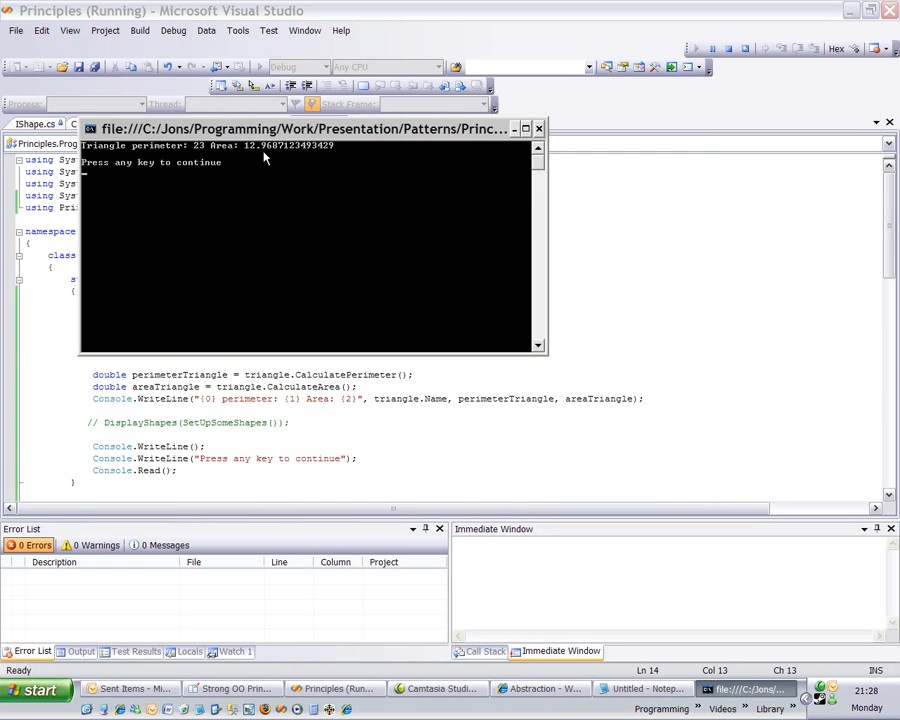 Principles (Running) - Microsoft Visual Studio
File Edit View Project Build Debug Data Tools Test Window Help
Hex
Debug Any CPU
Process: Thread: Stack Frame:
IShape.cs C
file:///C:/Jons/Programming/Work/Presentation/Patterns/Princ...
Principles.Prog
Triangle perimeter: 23 Area: 12.9687123493429
using Sys
Press any key to continue
using Sys
using Sys
using Sys
using Pri
namespace
{
class
{
s
{
double perimeterTriangle = triangle.CalculatePerimeter();
double areaTriangle = triangle.CalculateArea();
Console.WriteLine("{0} perimeter: {1} Area: {2}", triangle.Name, perimeterTriangle, areaTriangle);
// DisplayShapes(SetUpSomeShapes());
Console.WriteLine();
Console.WriteLine("Press any key to continue");
Console.Read();
}
Error List
Immediate Window
0 Errors 0 Warnings 0 Messages
Description File Line Column Project
Error List Output Test Results Locals Watch 1
Call Stack Immediate Window
Ready Ln 14 Col 13 Ch 13 INS
start Sent Items - Mi... Strong OO Prin... Principles (Run... Camtasia Studi... Abstraction - W... Untitled - Notep... file:///C:/Jons/... 21:28
Programming Videos Library Monday